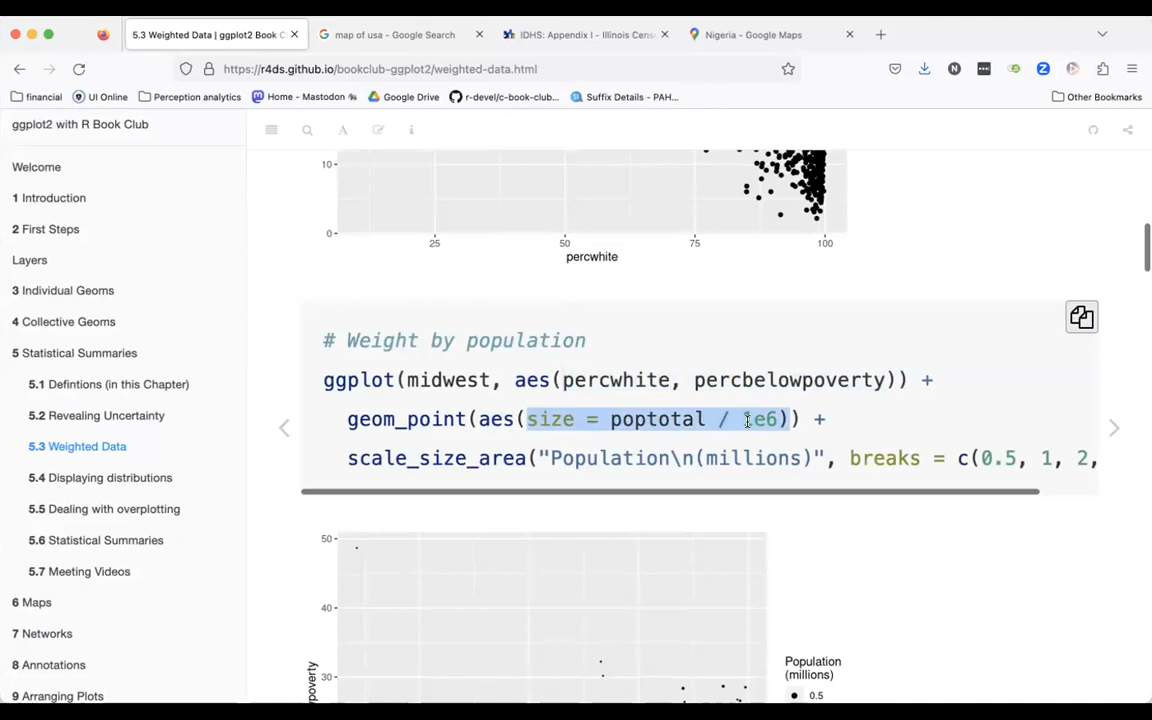 5.3 Weighted Data | ggplot2 Book C
map of usa - Google Search
IDHS: Appendix I - Illinois Cens
Nigeria - Google Maps
https://r4ds.github.io/bookclub-ggplot2/weighted-data.html
financial
UI Online
Perception analytics
Home - Mastodon
Google Drive
r-devel/c-book-club...
Suffix Details - PAH...
Other Bookmarks
ggplot2 with R Book Club
Welcome
1 Introduction
2 First Steps
Layers
3 Individual Geoms
4 Collective Geoms
5 Statistical Summaries
5.1 Defintions (in this Chapter)
5.2 Revealing Uncertainty
5.3 Weighted Data
5.4 Displaying distributions
5.5 Dealing with overplotting
5.6 Statistical Summaries
5.7 Meeting Videos
6 Maps
7 Networks
8 Annotations
9 Arranging Plots
10
0
25 50 75 100
percwhite
# Weight by population
ggplot(midwest, aes(percwhite, percbelowpoverty)) +
geom_point(aes(size = poptotal / 1e6)) +
scale_size_area("Population\n(millions)", breaks = c(0.5, 1, 2,
50
40
30
poverty
Population
(millions)
0.5